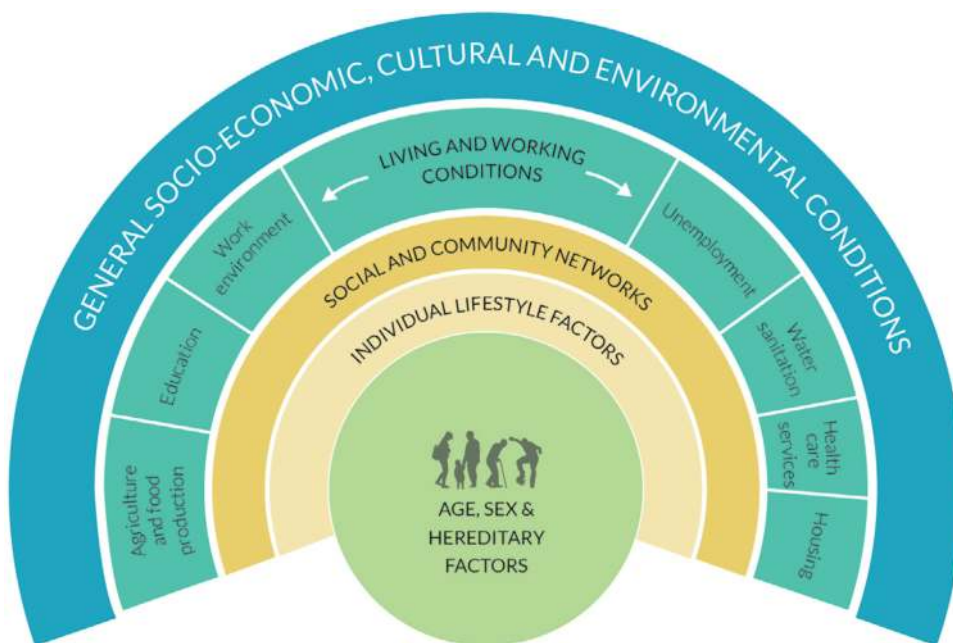 GENERAL SOCIO-ECONOMIC, CULTURAL AND ENVIRONMENTAL CONDITIONS
LIVING AND WORKING
CONDITIONS
Agriculture
and food
production
Education
Work
environment
Unemployment
Water
sanitation
Health
care
services
Housing
SOCIAL AND COMMUNITY NETWORKS
INDIVIDUAL LIFESTYLE FACTORS
AGE, SEX &
HEREDITARY
FACTORS